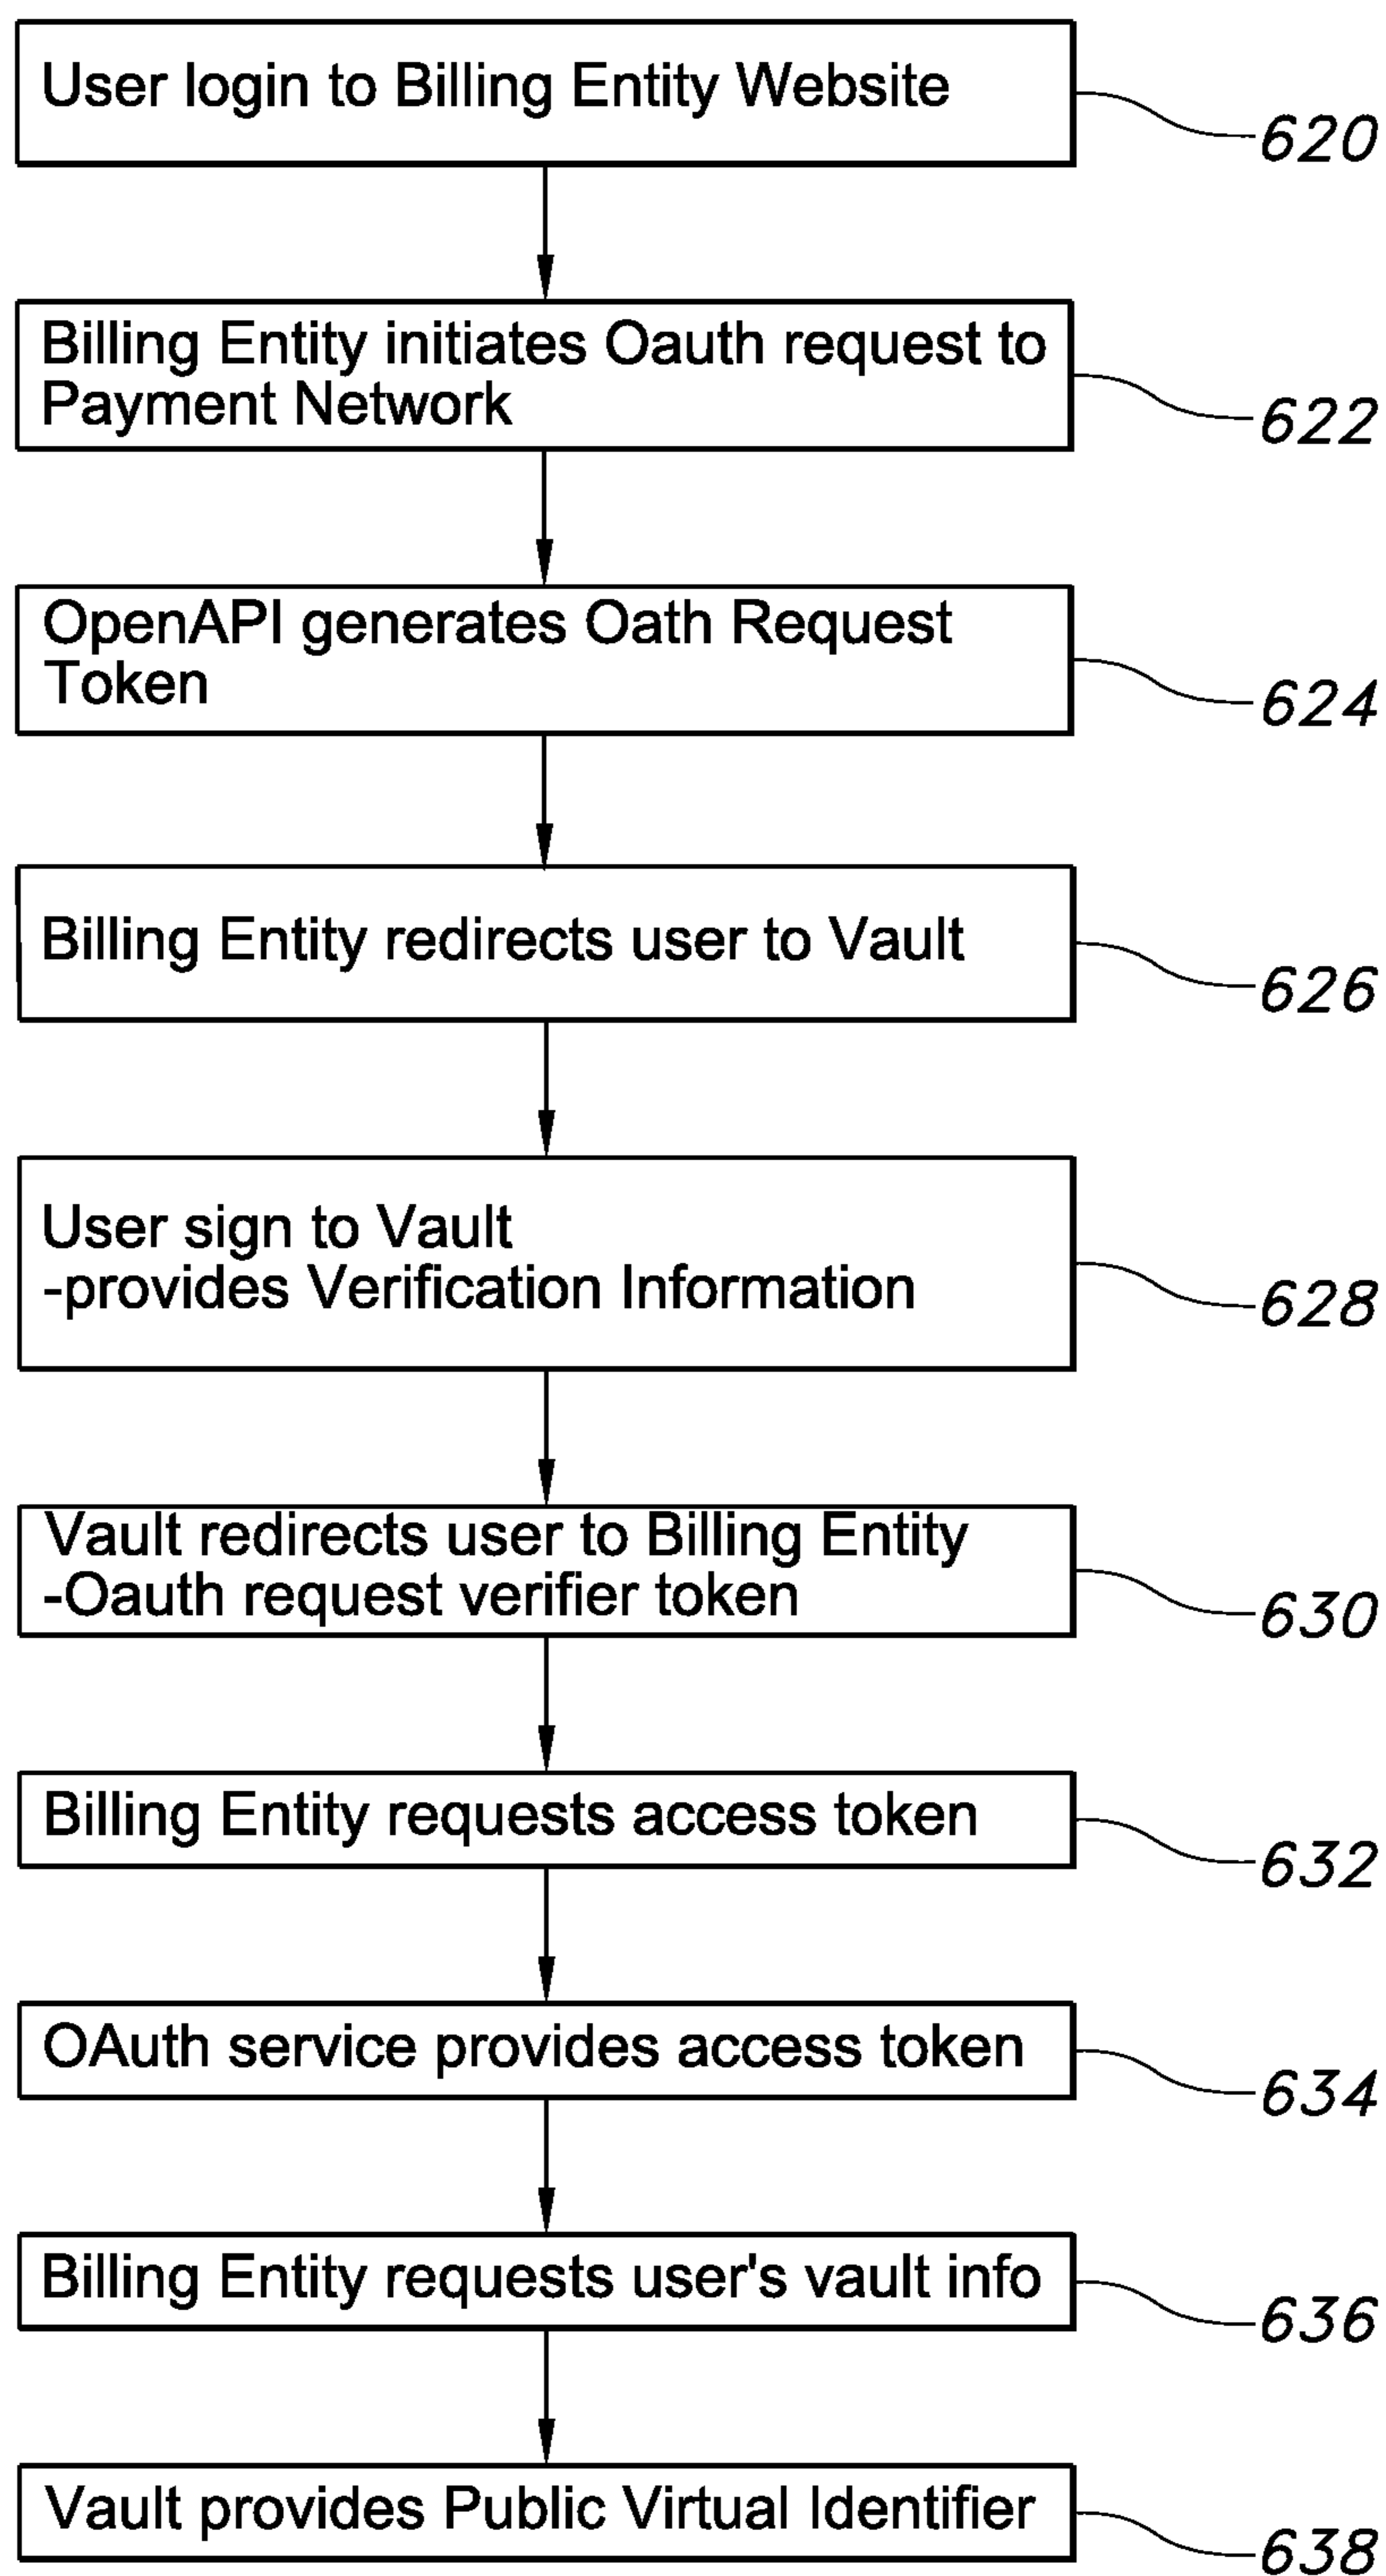 User login to Billing Entity Website
620
Billing Entity initiates Oauth request to
Payment Network
622
OpenAPI generates Oath Request
Token
624
Billing Entity redirects user to Vault
626
User sign to Vault
-provides Verification Information
628
Vault redirects user to Billing Entity
-Oauth request verifier token
630
Billing Entity requests access token
632
OAuth service provides access token
634
Billing Entity requests user's vault info
636
Vault provides Public Virtual Identifier
638